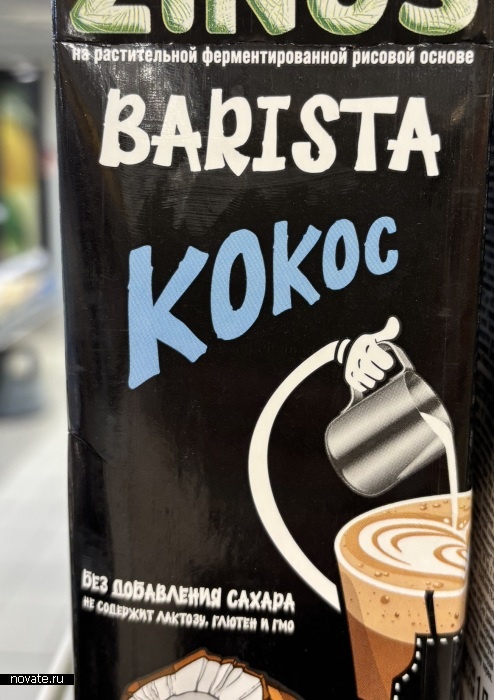 на растительной ферментированной рисовой основе
BARISTA
КОКОС
БЕЗ ДОБАВЛЕНИЯ САХАРА
НЕ СОДЕРЖИТ ЛАКТОЗУ, ГЛЮТЕН И ГМО
novate.ru